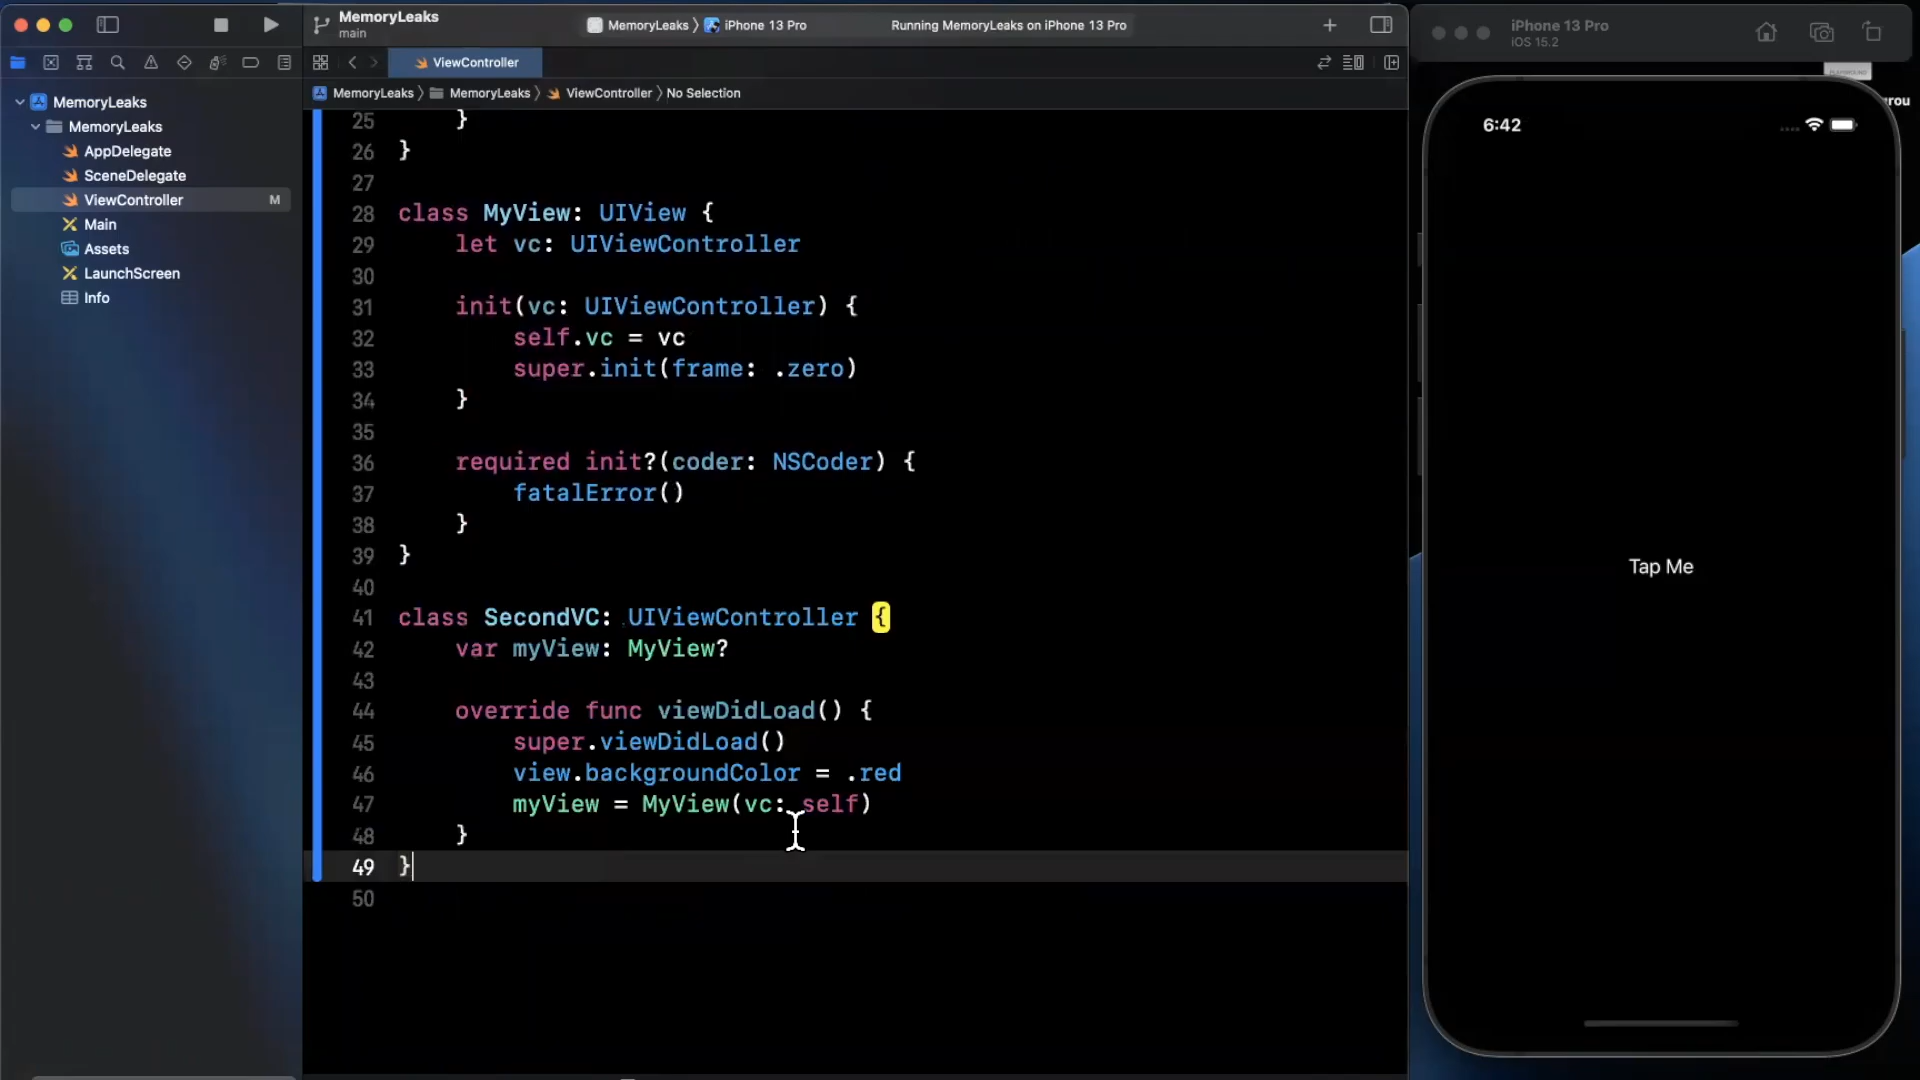 MemoryLeaks
main
MemoryLeaks
iPhone 13 Pro
Running MemoryLeaks on iPhone 13 Pro
iPhone 13 Pro
iOS 15.2
ViewController
MemoryLeaks
MemoryLeaks
AppDelegate
SceneDelegate
ViewController M
Main
Assets
LaunchScreen
Info
MemoryLeaks 〉 MemoryLeaks 〉 ViewController 〉 No Selection
25 }
26 }
27
28 class MyView: UIView {
29 let vc: UIViewController
30
31 init(vc: UIViewController) {
32 self.vc = vc
33 super.init(frame: .zero)
34 }
35
36 required init?(coder: NSCoder) {
37 fatalError()
38 }
39 }
40
41 class SecondVC: UIViewController {
42 var myView: MyView?
43
44 override func viewDidLoad() {
45 super.viewDidLoad()
46 view.backgroundColor = .red
47 myView = MyView(vc: self)
48 }
49 }
50
6:42
Tap Me